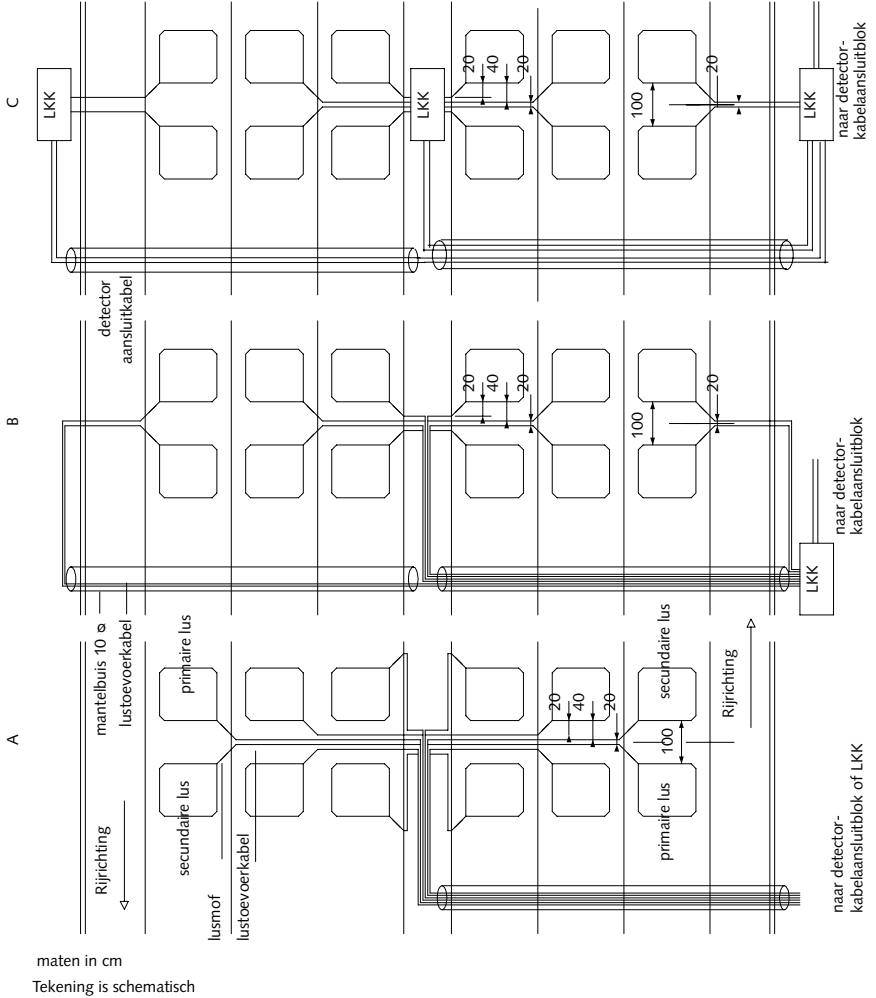 C
LKK
LKK
LKK
20
40
20
100
20
naar detector-
kabelaansluitblok
detector
aansluitkabel
B
20
40
20
100
20
naar detector-
kabelaansluitblok
LKK
mantelbuis 10 ø
lustoevoerkabel
primaire lus
secundaire lus
Rijrichting
A
20
40
20
100
Rijrichting
secundaire lus
primaire lus
lusmof
lustoevoerkabel
naar detector-
kabelaansluitblok of LKK
maten in cm
Tekening is schematisch